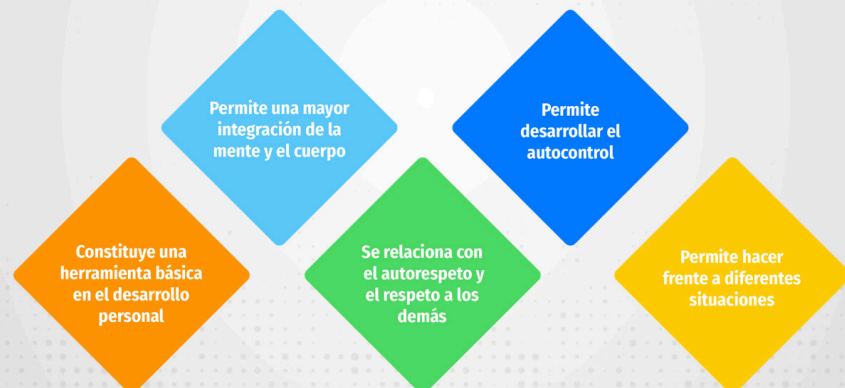 Permite una mayor
integración de la
mente y el cuerpo
Permite
desarrollar el
autocontrol
Constituye una
herramienta básica
en el desarrollo
personal
Se relaciona con
el autorespeto y
el respeto a los
demás
Permite hacer
frente a diferentes
situaciones